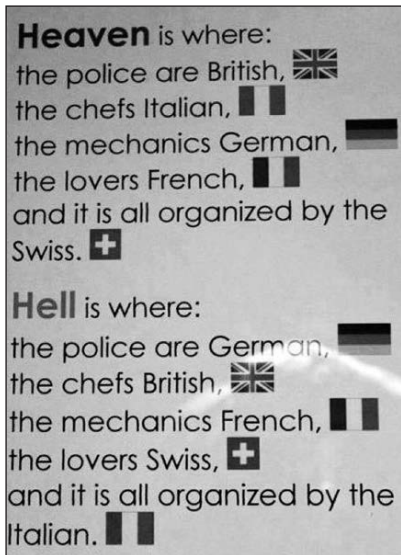 Heaven is where:
the police are British,
the chefs Italian,
the mechanics German,
the lovers French,
and it is all organized by the
Swiss.
Hell is where:
the police are German,
the chefs British,
the mechanics French,
the lovers Swiss,
and it is all organized by the
Italian.